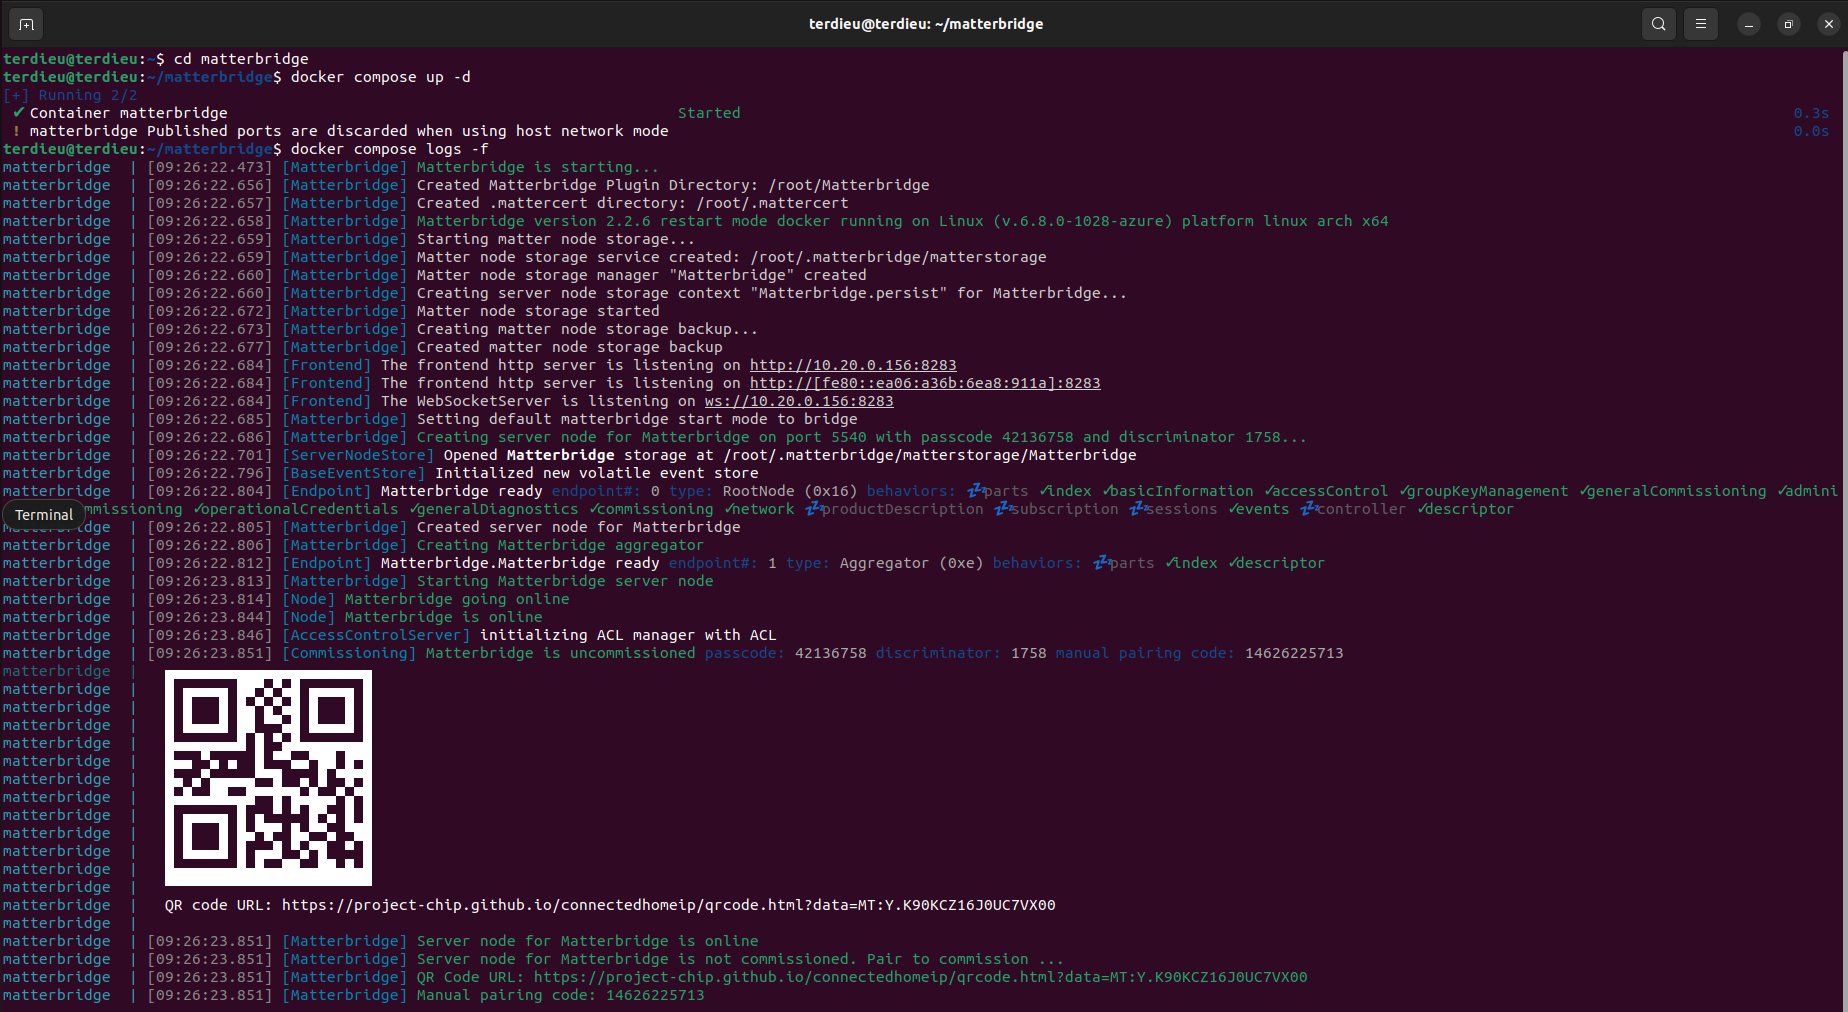 terdieu@terdieu: ~/matterbridge
terdieu@terdieu:~$ cd matterbridge
terdieu@terdieu:~/matterbridge$ docker compose up -d
[+] Running 2/2
✔ Container matterbridge Started 0.3s
! matterbridge Published ports are discarded when using host network mode 0.0s
terdieu@terdieu:~/matterbridge$ docker compose logs -f
matterbridge | [09:26:22.473] [Matterbridge] Matterbridge is starting...
matterbridge | [09:26:22.656] [Matterbridge] Created Matterbridge Plugin Directory: /root/Matterbridge
matterbridge | [09:26:22.657] [Matterbridge] Created .mattercert directory: /root/.mattercert
matterbridge | [09:26:22.658] [Matterbridge] Matterbridge version 2.2.6 restart mode docker running on Linux (v.6.8.0-1028-azure) platform linux arch x64
matterbridge | [09:26:22.659] [Matterbridge] Starting matter node storage...
matterbridge | [09:26:22.659] [Matterbridge] Matter node storage service created: /root/.matterbridge/matterstorage
matterbridge | [09:26:22.660] [Matterbridge] Matter node storage manager "Matterbridge" created
matterbridge | [09:26:22.660] [Matterbridge] Creating server node storage context "Matterbridge.persist" for Matterbridge...
matterbridge | [09:26:22.672] [Matterbridge] Matter node storage started
matterbridge | [09:26:22.673] [Matterbridge] Creating matter node storage backup...
matterbridge | [09:26:22.677] [Matterbridge] Created matter node storage backup
matterbridge | [09:26:22.684] [Frontend] The frontend http server is listening on http://10.20.0.156:8283
matterbridge | [09:26:22.684] [Frontend] The frontend http server is listening on http://[fe80::ea06:a36b:6ea8:911a]:8283
matterbridge | [09:26:22.684] [Frontend] The WebSocketServer is listening on ws://10.20.0.156:8283
matterbridge | [09:26:22.685] [Matterbridge] Setting default matterbridge start mode to bridge
matterbridge | [09:26:22.686] [Matterbridge] Creating server node for Matterbridge on port 5540 with passcode 42136758 and discriminator 1758...
matterbridge | [09:26:22.701] [ServerNodeStore] Opened Matterbridge storage at /root/.matterbridge/matterstorage/Matterbridge
matterbridge | [09:26:22.796] [BaseEventStore] Initialized new volatile event store
matterbridge | [09:26:22.804] [Endpoint] Matterbridge ready endpoint#: 0 type: RootNode (0x16) behaviors: 💤parts ✓index ✓basicInformation ✓accessControl ✓groupKeyManagement ✓generalCommissioning ✓admini
Terminal mmissioning ✓operationalCredentials ✓generalDiagnostics ✓commissioning ✓network 💤productDescription 💤subscription 💤sessions ✓events 💤controller ✓descriptor
matterbridge | [09:26:22.805] [Matterbridge] Created server node for Matterbridge
matterbridge | [09:26:22.806] [Matterbridge] Creating Matterbridge aggregator
matterbridge | [09:26:22.812] [Endpoint] Matterbridge.Matterbridge ready endpoint#: 1 type: Aggregator (0xe) behaviors: 💤parts ✓index ✓descriptor
matterbridge | [09:26:23.813] [Matterbridge] Starting Matterbridge server node
matterbridge | [09:26:23.814] [Node] Matterbridge going online
matterbridge | [09:26:23.844] [Node] Matterbridge is online
matterbridge | [09:26:23.846] [AccessControlServer] initializing ACL manager with ACL
matterbridge | [09:26:23.851] [Commissioning] Matterbridge is uncommissioned passcode: 42136758 discriminator: 1758 manual pairing code: 14626225713
matterbridge |
matterbridge |
matterbridge |
matterbridge |
matterbridge |
matterbridge |
matterbridge |
matterbridge |
matterbridge |
matterbridge |
matterbridge |
matterbridge |
matterbridge |
matterbridge | QR code URL: https://project-chip.github.io/connectedhomeip/qrcode.html?data=MT:Y.K90KCZ16J0UC7VX00
matterbridge |
matterbridge | [09:26:23.851] [Matterbridge] Server node for Matterbridge is online
matterbridge | [09:26:23.851] [Matterbridge] Server node for Matterbridge is not commissioned. Pair to commission ...
matterbridge | [09:26:23.851] [Matterbridge] QR Code URL: https://project-chip.github.io/connectedhomeip/qrcode.html?data=MT:Y.K90KCZ16J0UC7VX00
matterbridge | [09:26:23.851] [Matterbridge] Manual pairing code: 14626225713